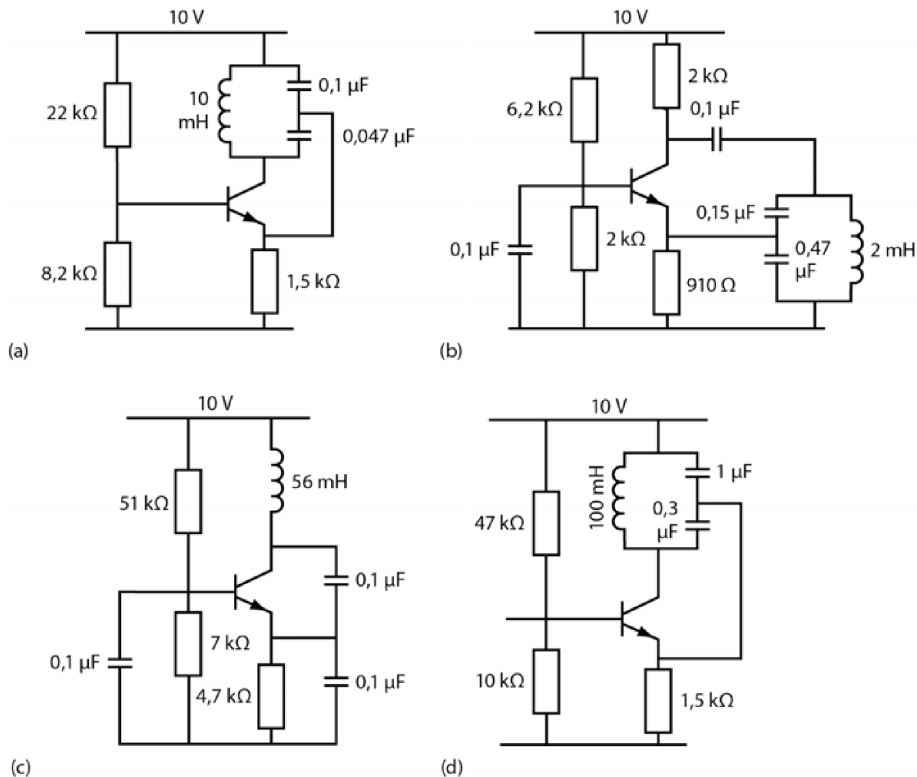 10 V
22 kΩ
10
mH
0,1 µF
0,047 µF
8,2 kΩ
1,5 kΩ
(a)
10 V
2 kΩ
6,2 kΩ
0,1 µF
0,15 µF
2 kΩ
0,47
µF
2 mH
0,1 µF
910 Ω
(b)
10 V
56 mH
51 kΩ
0,1 µF
7 kΩ
0,1 µF
4,7 kΩ
0,1 µF
(c)
10 V
100 mH
1 µF
47 kΩ
0,3
µF
10 kΩ
1,5 kΩ
(d)